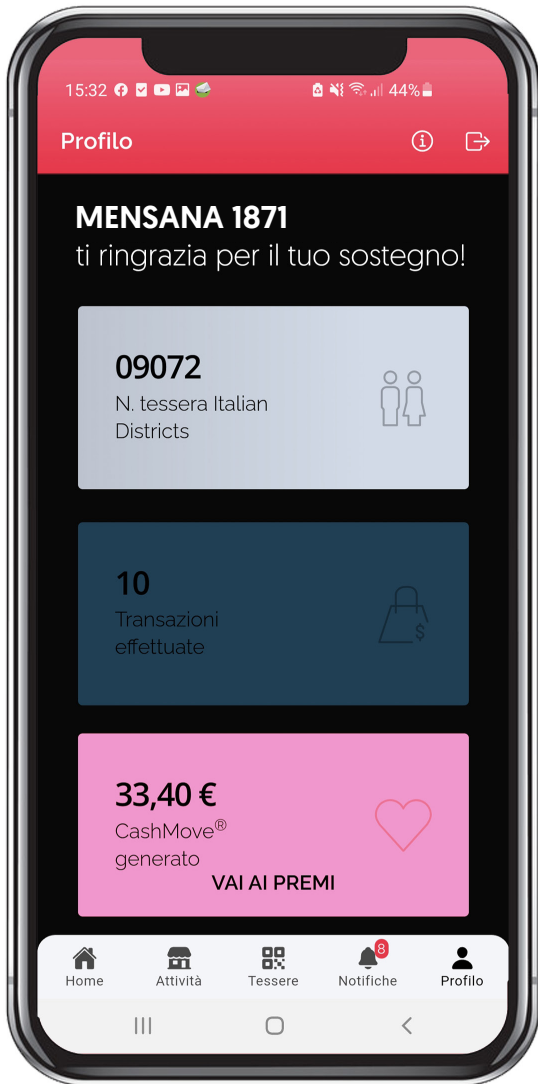 15:32 44%
Profilo
MENSANA 1871
ti ringrazia per il tuo sostegno!
09072
N. tessera Italian
Districts
10
Transazioni
effettuate
$
33,40 €
CashMove®
generato
VAI AI PREMI
8
Home Attività Tessere Notifiche Profilo